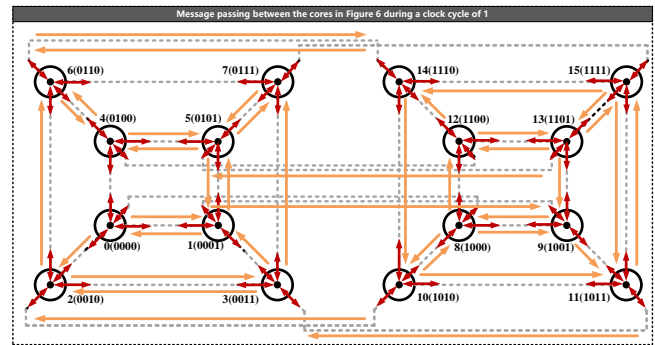 Message passing between the cores in Figure 6 during a clock cycle of 1
6(0110) 7(0111) 14(1110) 15(1111)
4(0100) 5(0101) 12(1100) 13(1101)
0(0000) 1(0001) 8(1000) 9(1001)
2(0010) 3(0011) 10(1010) 11(1011)